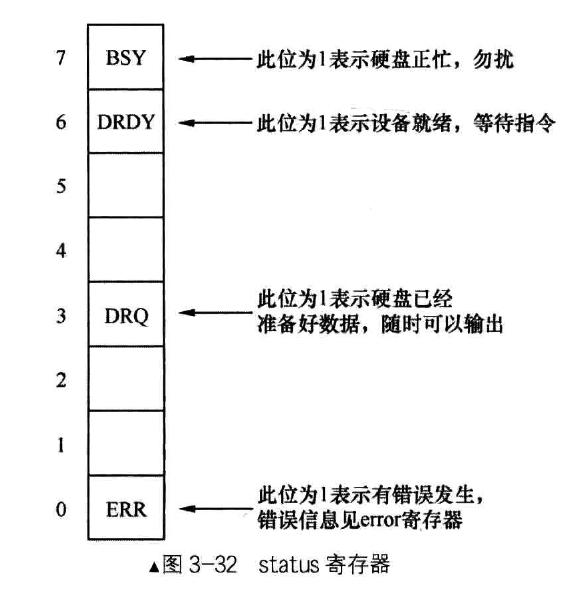 7 BSY 此位为1表示硬盘正忙，勿扰
6 DRDY 此位为1表示设备就绪，等待指令
5
4
此位为1表示硬盘已经
3 DRQ 准备好数据，随时可以输出
2
1
此位为1表示有错误发生，
0 ERR 错误信息见error寄存器
▲图 3-32 status 寄存器